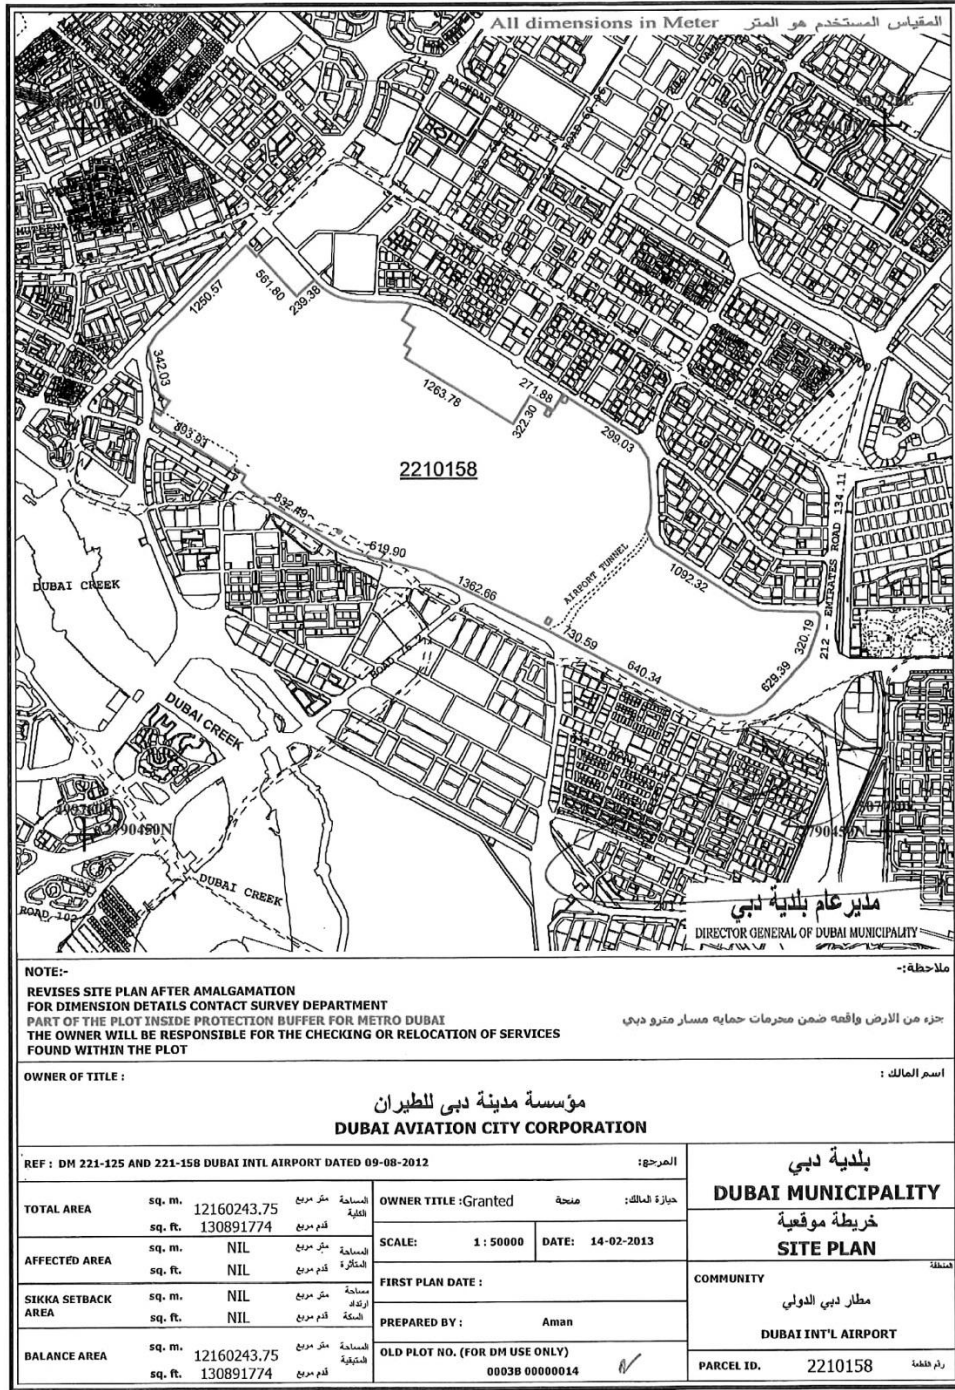 All dimensions in Meter المقياس المستخدم هو المتر
BAGHDAD ROAD
MUTEENA
1250.57
561.80
239.38
342.03
893.93
1263.78
271.88
322.30
299.03
2210158
832.49
619.90
1362.66
AIRPORT TUNNEL
1092.32
730.59
640.34
629.39
320.19
212 - EMIRATES ROAD 134.11
DUBAI CREEK
DUBAI CREEK
DUBAI CREEK
ROAD 102
2790450N
مدير عام بلدية دبي
DIRECTOR GENERAL OF DUBAI MUNICIPALITY
NOTE:- ملاحظة:-
REVISES SITE PLAN AFTER AMALGAMATION
FOR DIMENSION DETAILS CONTACT SURVEY DEPARTMENT
PART OF THE PLOT INSIDE PROTECTION BUFFER FOR METRO DUBAI جزء من الارض واقعه ضمن محرمات حمايه مسار مترو دبي
THE OWNER WILL BE RESPONSIBLE FOR THE CHECKING OR RELOCATION OF SERVICES
FOUND WITHIN THE PLOT
OWNER OF TITLE : اسم المالك :
مؤسسة مدينة دبي للطيران
DUBAI AVIATION CITY CORPORATION
REF : DM 221-125 AND 221-158 DUBAI INTL AIRPORT DATED 09-08-2012 المرجع:
TOTAL AREA sq. m. 12160243.75 متر مربع المساحة الكلية
sq. ft. 130891774 قدم مربع
AFFECTED AREA sq. m. NIL متر مربع المساحة المتأثرة
sq. ft. NIL قدم مربع
SIKKA SETBACK AREA sq. m. NIL متر مربع مساحة ارتداد السكة
sq. ft. NIL قدم مربع
BALANCE AREA sq. m. 12160243.75 متر مربع المساحة المتبقية
sq. ft. 130891774 قدم مربع
OWNER TITLE :Granted منحة حيازة المالك:
SCALE: 1 : 50000 DATE: 14-02-2013
FIRST PLAN DATE :
PREPARED BY : Aman
OLD PLOT NO. (FOR DM USE ONLY)
0003B 00000014
بلدية دبي
DUBAI MUNICIPALITY
خريطة موقعية
SITE PLAN
COMMUNITY المنطقة
مطار دبي الدولي
DUBAI INT'L AIRPORT
PARCEL ID. 2210158 رقم قطعة